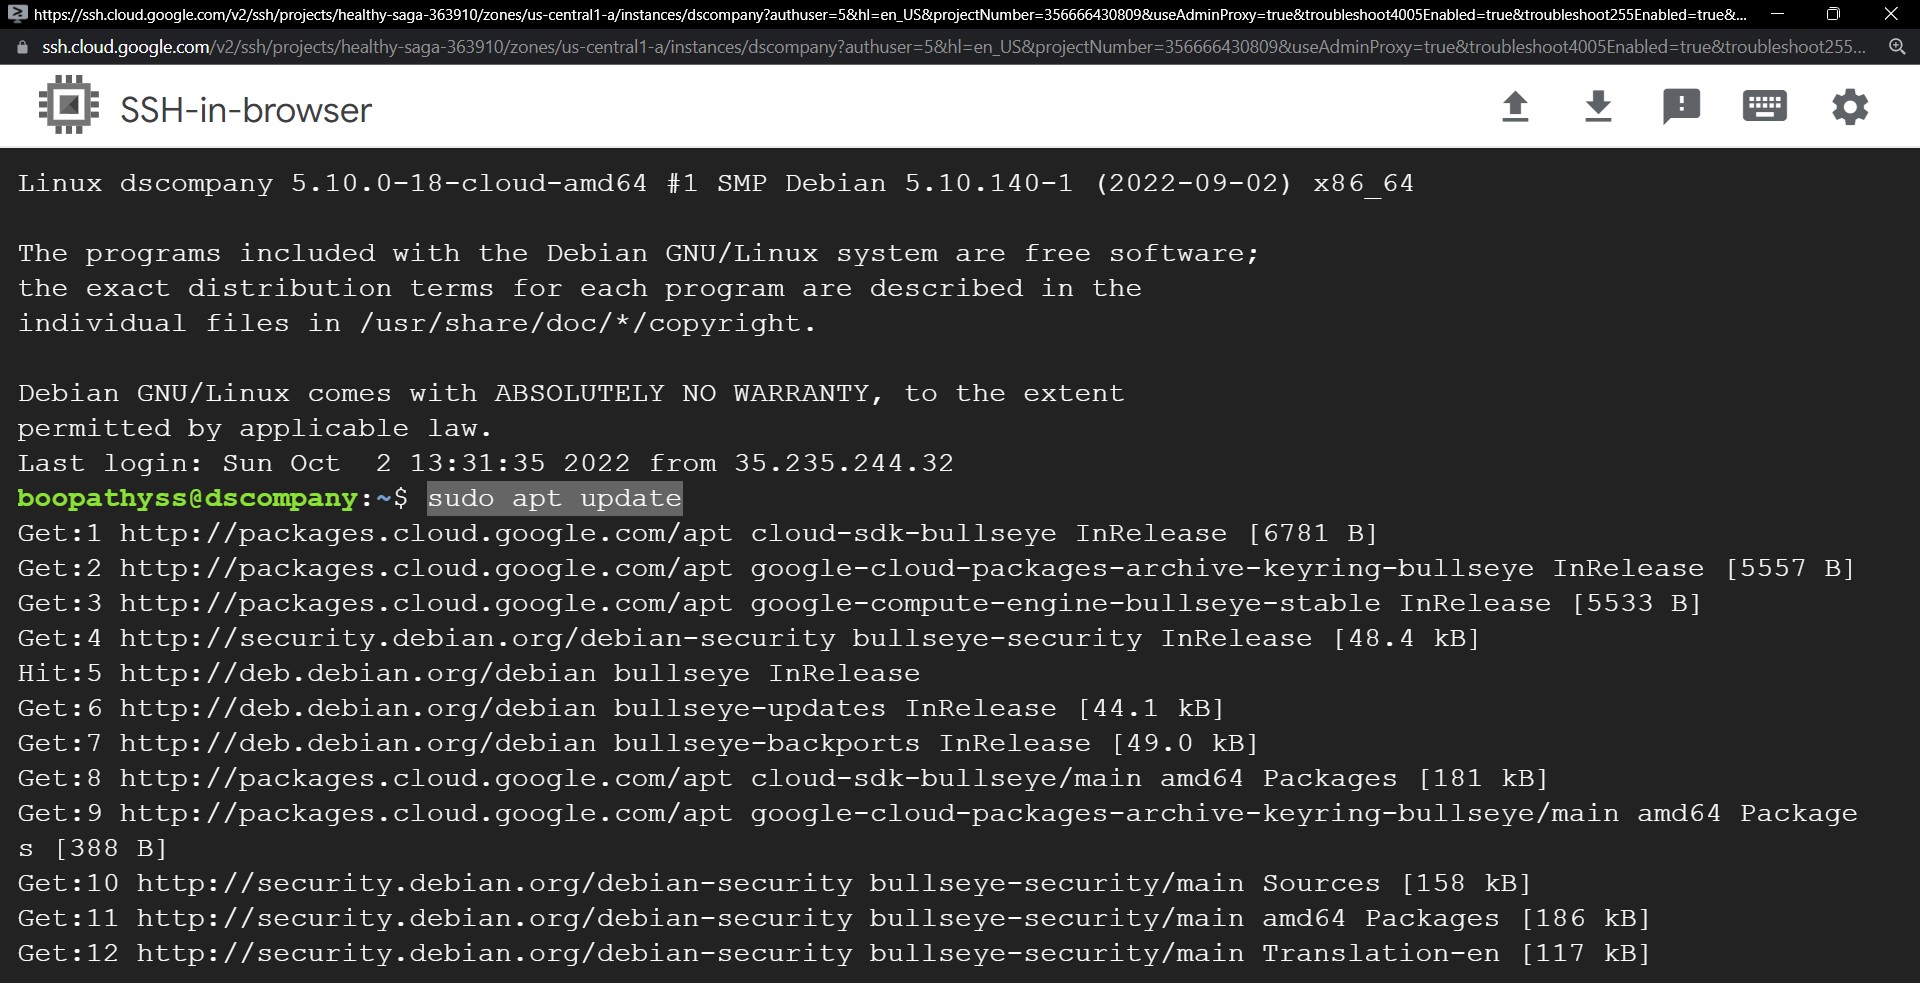 https://ssh.cloud.google.com/v2/ssh/projects/healthy-saga-363910/zones/us-central1-a/instances/dscompany?authuser=5&hl=en_US&projectNumber=356666430809&useAdminProxy=true&troubleshoot4005Enabled=true&troubleshoot255Enabled=true&...
ssh.cloud.google.com/v2/ssh/projects/healthy-saga-363910/zones/us-central1-a/instances/dscompany?authuser=5&hl=en_US&projectNumber=356666430809&useAdminProxy=true&troubleshoot4005Enabled=true&troubleshoot255...
SSH-in-browser
Linux dscompany 5.10.0-18-cloud-amd64 #1 SMP Debian 5.10.140-1 (2022-09-02) x86_64
The programs included with the Debian GNU/Linux system are free software;
the exact distribution terms for each program are described in the
individual files in /usr/share/doc/*/copyright.
Debian GNU/Linux comes with ABSOLUTELY NO WARRANTY, to the extent
permitted by applicable law.
Last login: Sun Oct  2 13:31:35 2022 from 35.235.244.32
boopathyss@dscompany:~$ sudo apt update
Get:1 http://packages.cloud.google.com/apt cloud-sdk-bullseye InRelease [6781 B]
Get:2 http://packages.cloud.google.com/apt google-cloud-packages-archive-keyring-bullseye InRelease [5557 B]
Get:3 http://packages.cloud.google.com/apt google-compute-engine-bullseye-stable InRelease [5533 B]
Get:4 http://security.debian.org/debian-security bullseye-security InRelease [48.4 kB]
Hit:5 http://deb.debian.org/debian bullseye InRelease
Get:6 http://deb.debian.org/debian bullseye-updates InRelease [44.1 kB]
Get:7 http://deb.debian.org/debian bullseye-backports InRelease [49.0 kB]
Get:8 http://packages.cloud.google.com/apt cloud-sdk-bullseye/main amd64 Packages [181 kB]
Get:9 http://packages.cloud.google.com/apt google-cloud-packages-archive-keyring-bullseye/main amd64 Package
s [388 B]
Get:10 http://security.debian.org/debian-security bullseye-security/main Sources [158 kB]
Get:11 http://security.debian.org/debian-security bullseye-security/main amd64 Packages [186 kB]
Get:12 http://security.debian.org/debian-security bullseye-security/main Translation-en [117 kB]